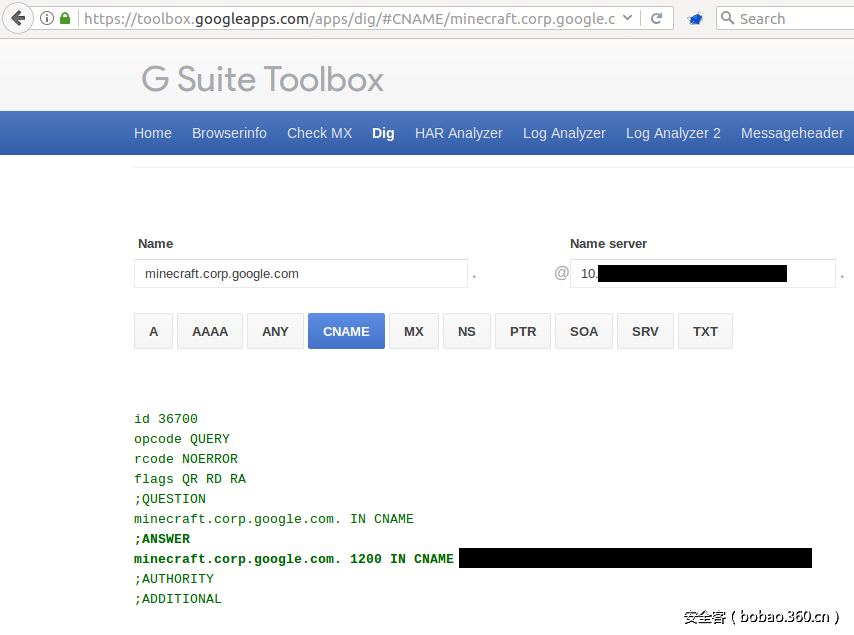 https://toolbox.googleapps.com/apps/dig/#CNAME/minecraft.corp.google.c
Search
G Suite Toolbox
Home Browserinfo Check MX Dig HAR Analyzer Log Analyzer Log Analyzer 2 Messageheader
Name Name server
minecraft.corp.google.com . @ 10. .
A AAAA ANY CNAME MX NS PTR SOA SRV TXT
id 36700
opcode QUERY
rcode NOERROR
flags QR RD RA
;QUESTION
minecraft.corp.google.com. IN CNAME
;ANSWER
minecraft.corp.google.com. 1200 IN CNAME
;AUTHORITY
;ADDITIONAL
安全客 ( bobao.360.cn )